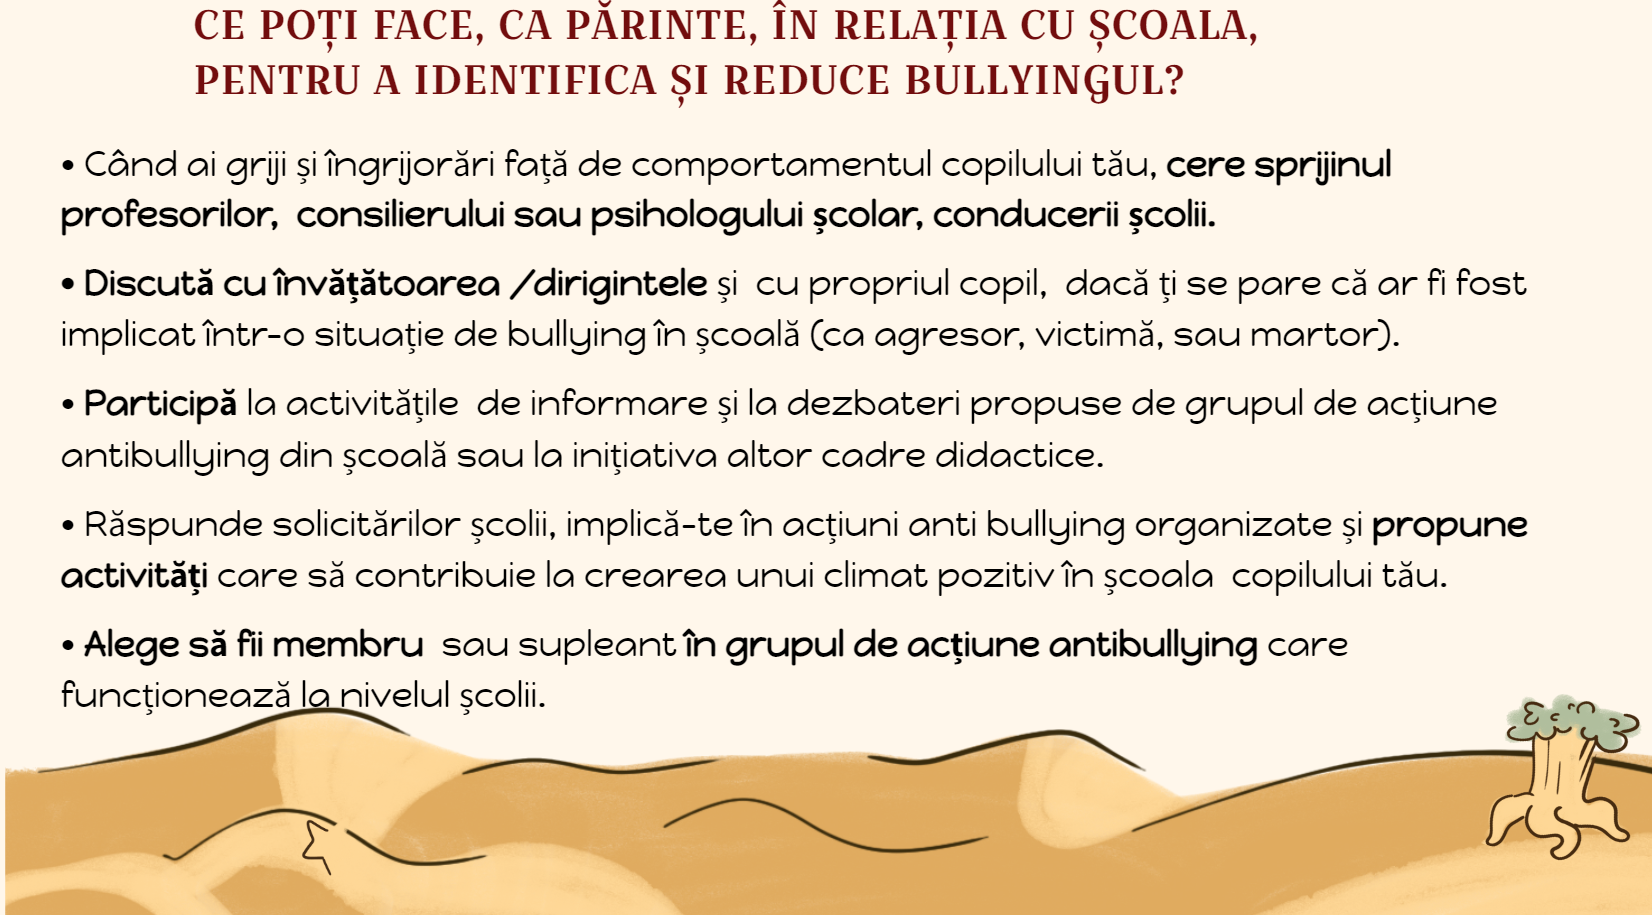 CE POȚI FACE, CA PĂRINTE, ÎN RELAȚIA CU ȘCOALA,
PENTRU A IDENTIFICA ȘI REDUCE BULLYINGUL?
• Când ai griji și îngrijorări față de comportamentul copilului tău, cere sprijinul
profesorilor,  consilierului sau psihologului școlar, conducerii școlii.
• Discută cu învățătoarea /dirigintele și  cu propriul copil,  dacă ți se pare că ar fi fost
implicat într-o situație de bullying în școală (ca agresor, victimă, sau martor).
• Participă la activitățile  de informare și la dezbateri propuse de grupul de acțiune
antibullying din școală sau la inițiativa altor cadre didactice.
• Răspunde solicitărilor școlii, implică-te în acțiuni anti bullying organizate și propune
activități care să contribuie la crearea unui climat pozitiv în școala  copilului tău.
• Alege să fii membru  sau supleant în grupul de acțiune antibullying care
funcționează la nivelul școlii.